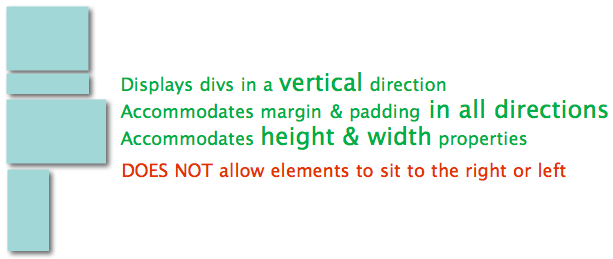 Displays divs in a vertical direction
Accommodates margin & padding in all directions
Accommodates height & width properties
DOES NOT allow elements to sit to the right or left